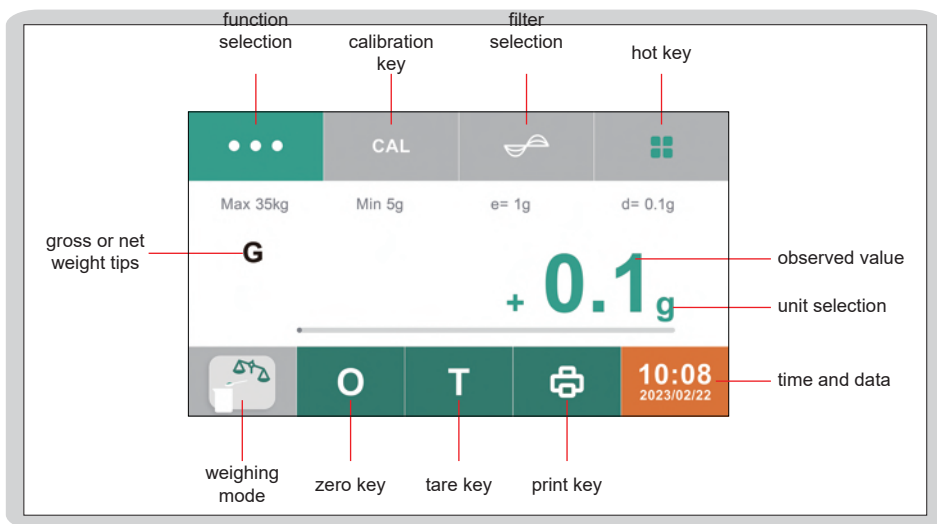 function
selection
calibration
key
filter
selection
hot key
CAL
Max 35kg
Min 5g
e= 1g
d= 0.1g
gross or net
weight tips
G
+ 0.1 g
observed value
unit selection
O
T
10:08
2023/02/22
time and data
weighing
mode
zero key
tare key
print key